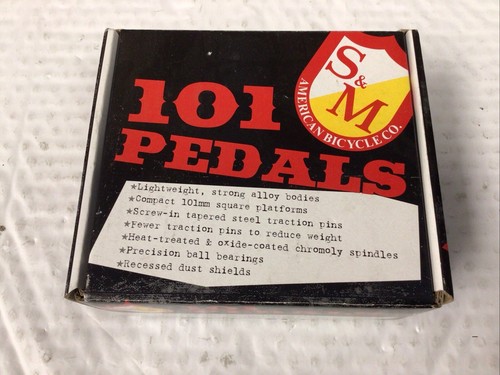 S&M
AMERICAN BICYCLE CO.
101
PEDALS
*Lightweight, strong alloy bodies
*Compact 101mm square platforms
*Screw-in tapered steel traction pins
*Fewer traction pins to reduce weight
*Heat-treated & oxide-coated chromoly spindles
*Precision ball bearings
*Recessed dust shields